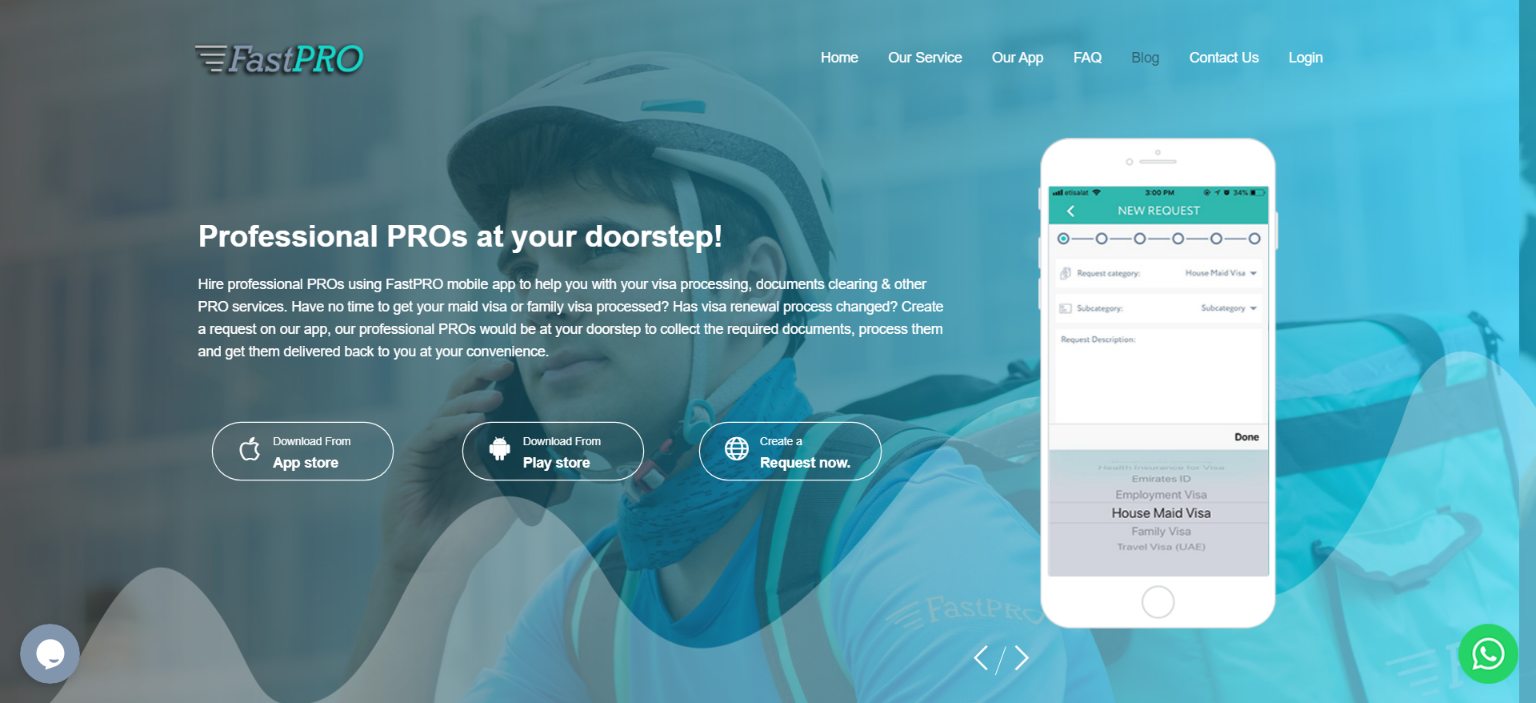 FastPRO
Home Our Service Our App FAQ Blog Contact Us Login
Professional PROs at your doorstep!
Hire professional PROs using FastPRO mobile app to help you with your visa processing, documents clearing & other
PRO services. Have no time to get your maid visa or family visa processed? Has visa renewal process changed? Create
a request on our app, our professional PROs would be at your doorstep to collect the required documents, process them
and get them delivered back to you at your convenience.
Download From
App store
Download From
Play store
Create a
Request now.
etisalat 3:00 PM 34%
NEW REQUEST
Request category: House Maid Visa
Subcategory: Subcategory
Request Description:
Done
Health Insurance for Visa
Emirates ID
Employment Visa
House Maid Visa
Family Visa
Travel Visa (UAE)
FastPRO